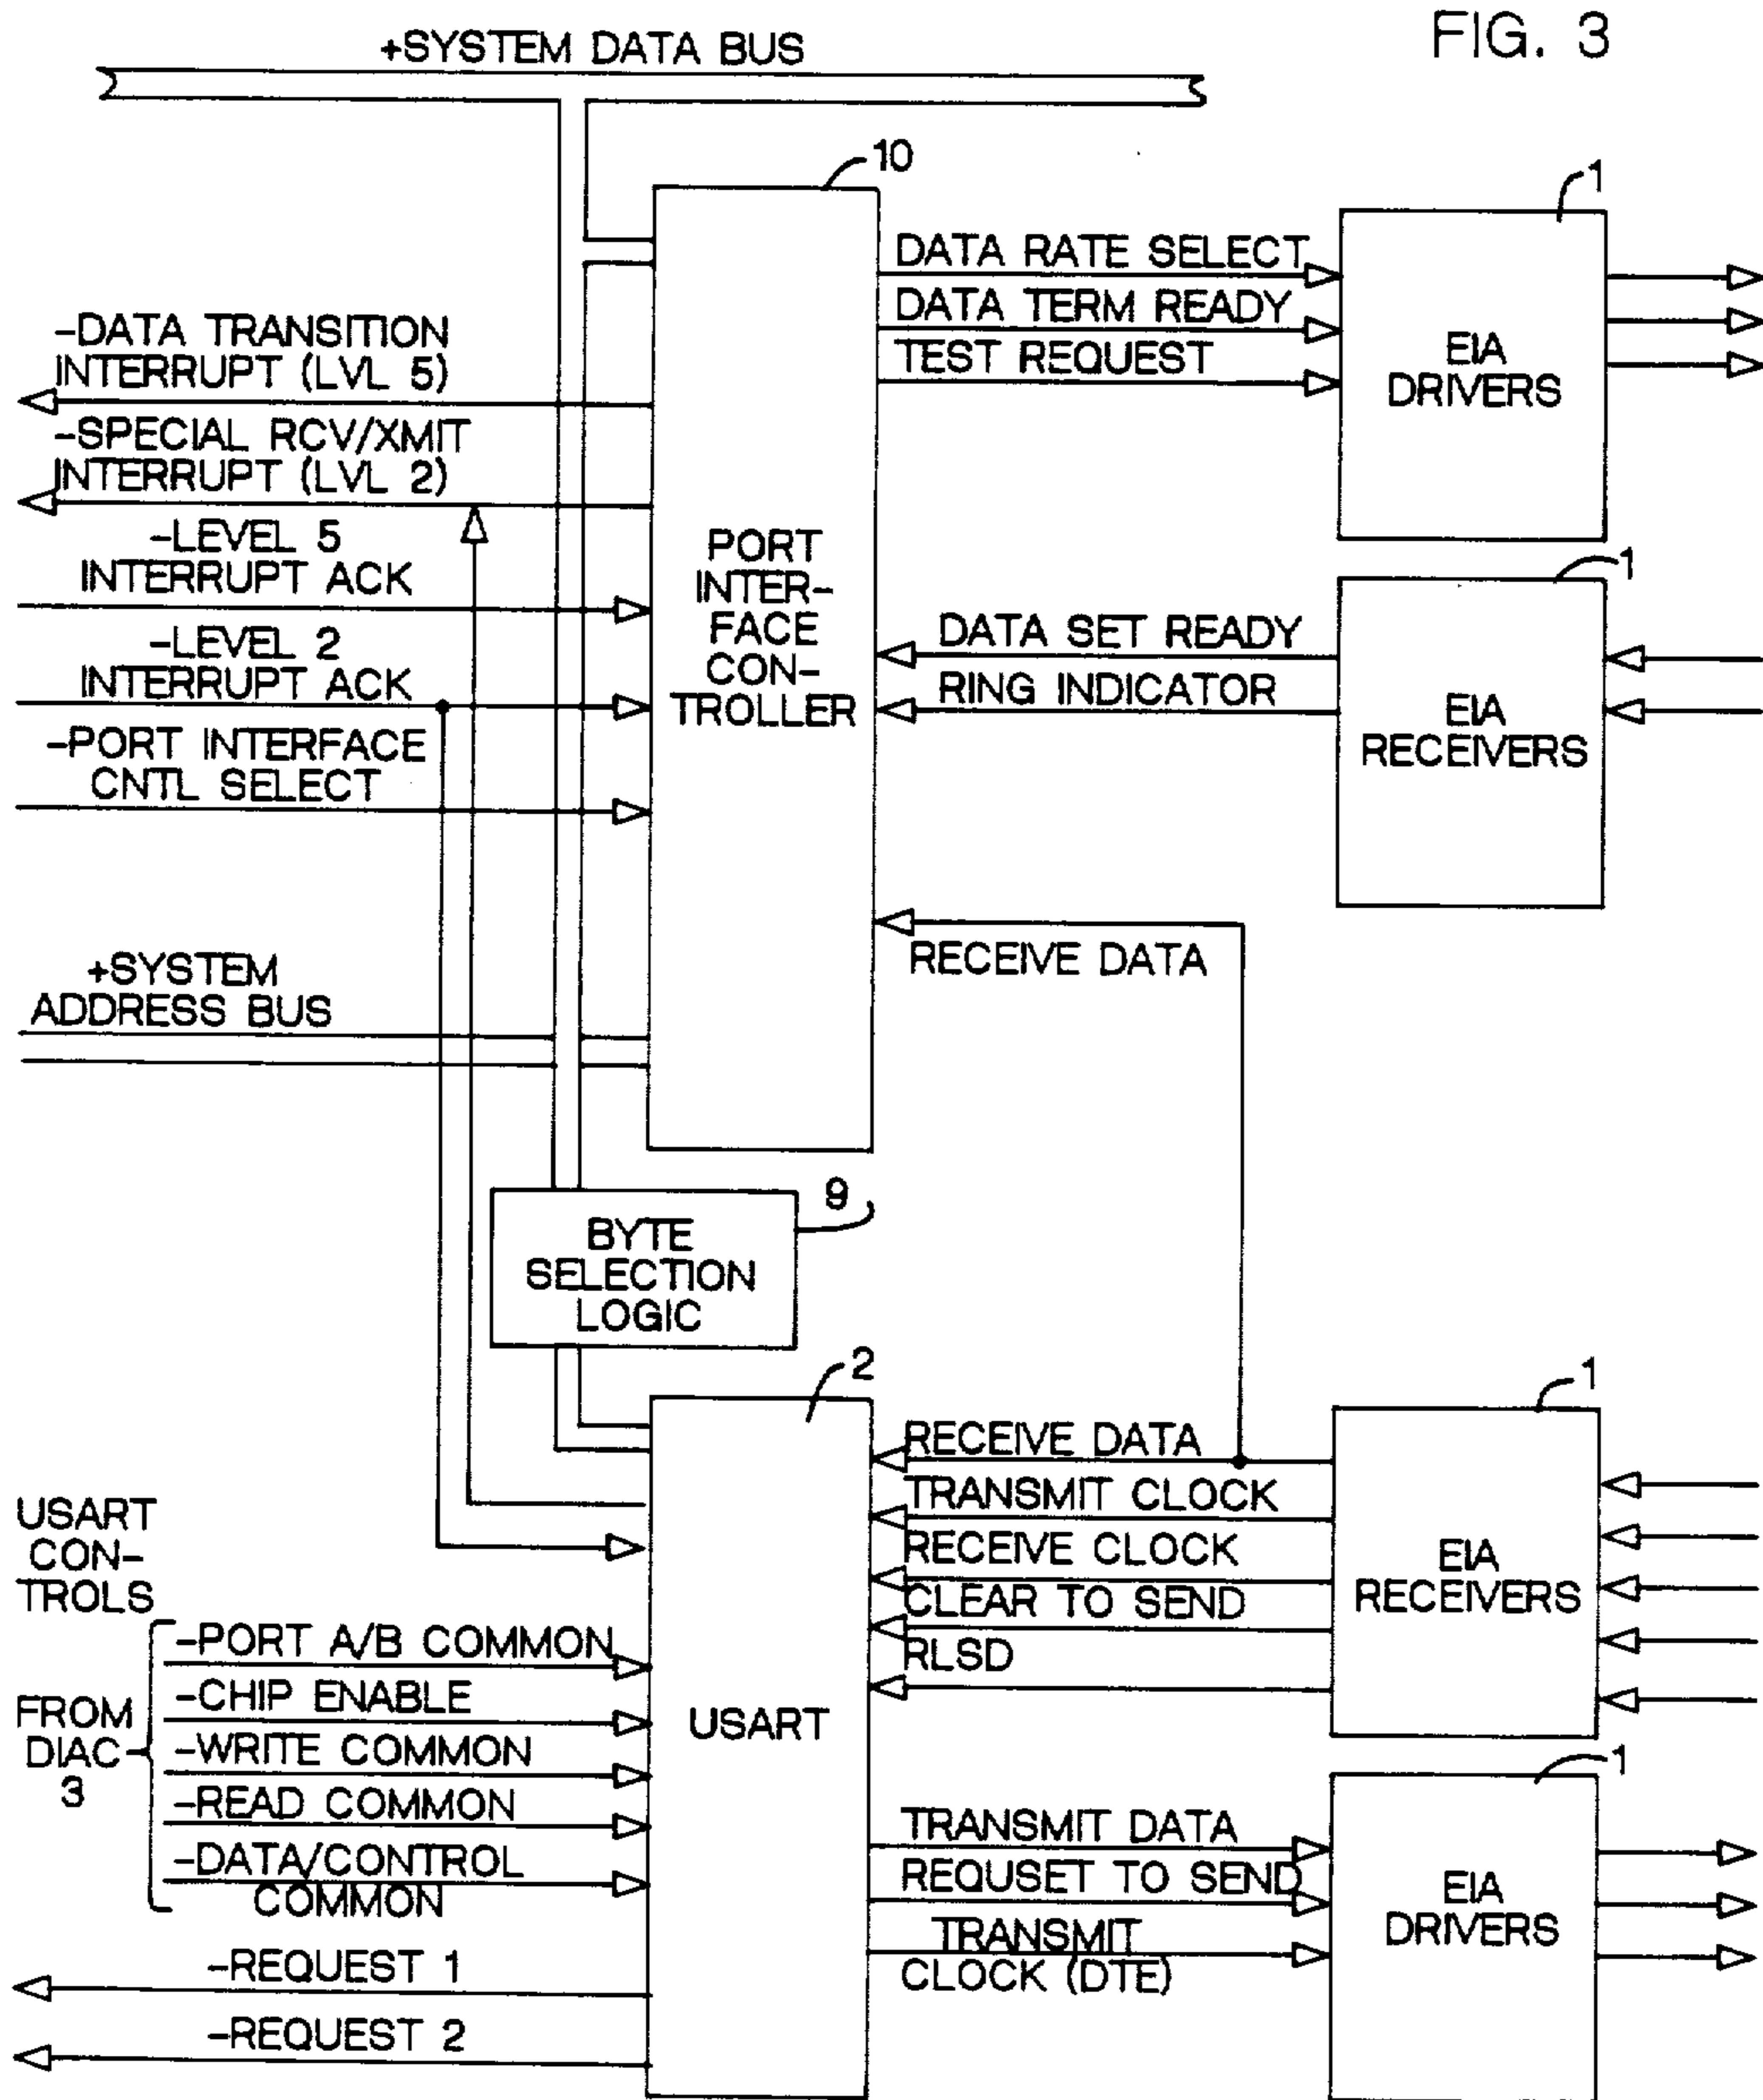 FIG. 3
+SYSTEM DATA BUS
10
1
DATA RATE SELECT
DATA TERM READY
TEST REQUEST
EIA
DRIVERS
-DATA TRANSITION
INTERRUPT (LVL 5)
-SPECIAL RCV/XMIT
INTERRUPT (LVL 2)
-LEVEL 5
INTERRUPT ACK
-LEVEL 2
INTERRUPT ACK
-PORT INTERFACE
CNTL SELECT
PORT
INTER-
FACE
CON-
TROLLER
1
DATA SET READY
RING INDICATOR
EIA
RECEIVERS
RECEIVE DATA
+SYSTEM
ADDRESS BUS
9
BYTE
SELECTION
LOGIC
2
1
RECEIVE DATA
TRANSMIT CLOCK
RECEIVE CLOCK
CLEAR TO SEND
RLSD
EIA
RECEIVERS
USART
CON-
TROLS
FROM
DIAC
3
-PORT A/B COMMON
-CHIP ENABLE
-WRITE COMMON
-READ COMMON
-DATA/CONTROL
COMMON
USART
1
TRANSMIT DATA
REQUSET TO SEND
TRANSMIT
CLOCK (DTE)
EIA
DRIVERS
-REQUEST 1
-REQUEST 2